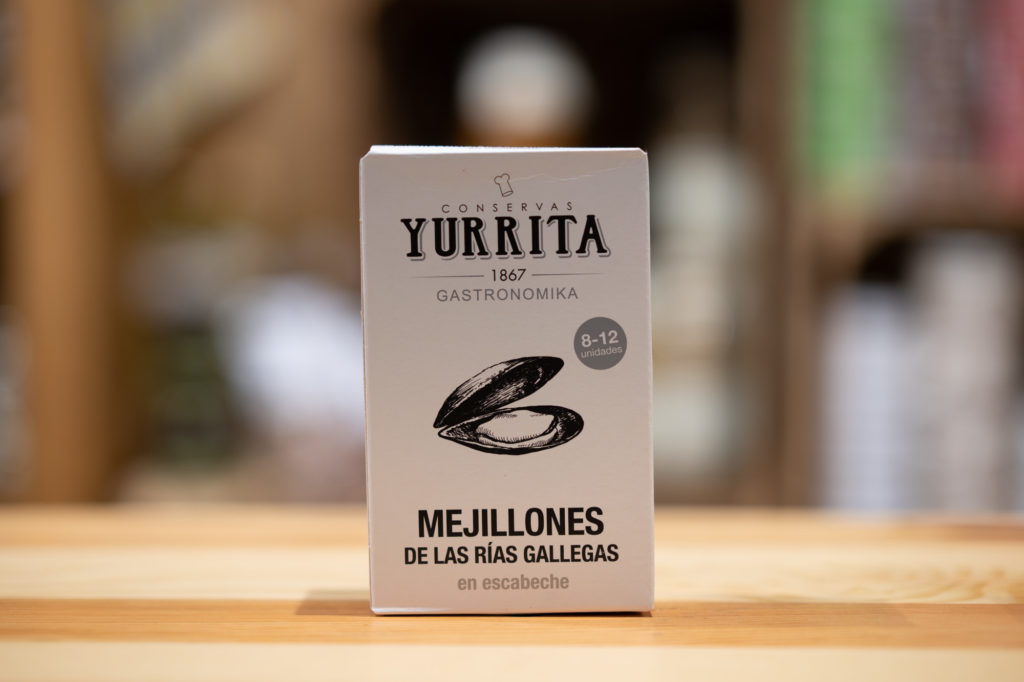 CONSERVAS
YURRITA
1867
GASTRONOMIKA
8-12
unidades
MEJILLONES
DE LAS RÍAS GALLEGAS
en escabeche